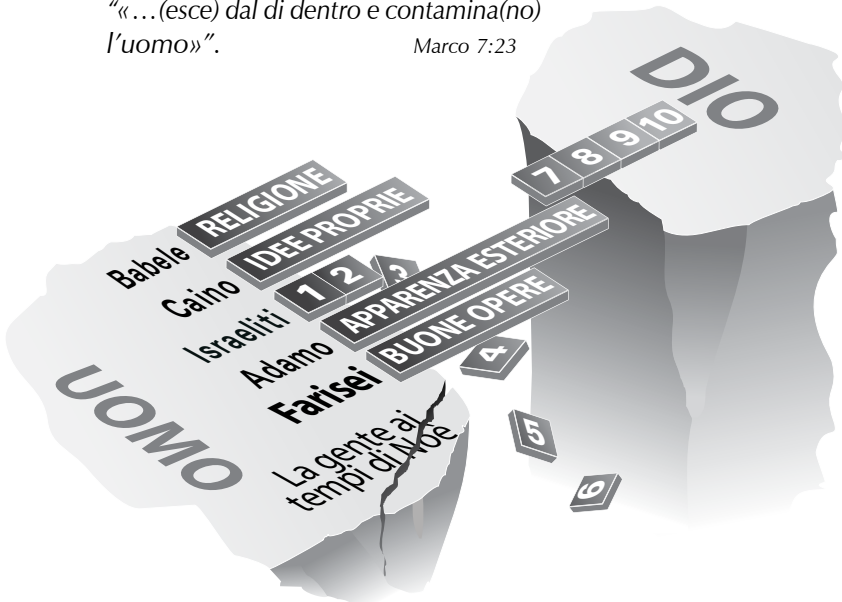 “«…(esce) dal di dentro e contamina(no)
l’uomo»”. Marco 7:23
DIO
7 8 9 10
RELIGIONE
Babele
IDEE PROPRIE
Caino
1 2 3
Israeliti
APPARENZA ESTERIORE
Adamo
BUONE OPERE
Farisei
4
5
6
UOMO
La gente ai
tempi di Noè